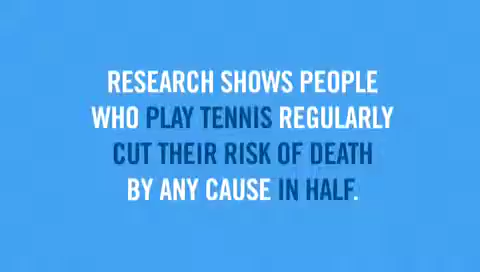 RESEARCH SHOWS PEOPLE
WHO PLAY TENNIS REGULARLY
CUT THEIR RISK OF DEATH
BY ANY CAUSE IN HALF.